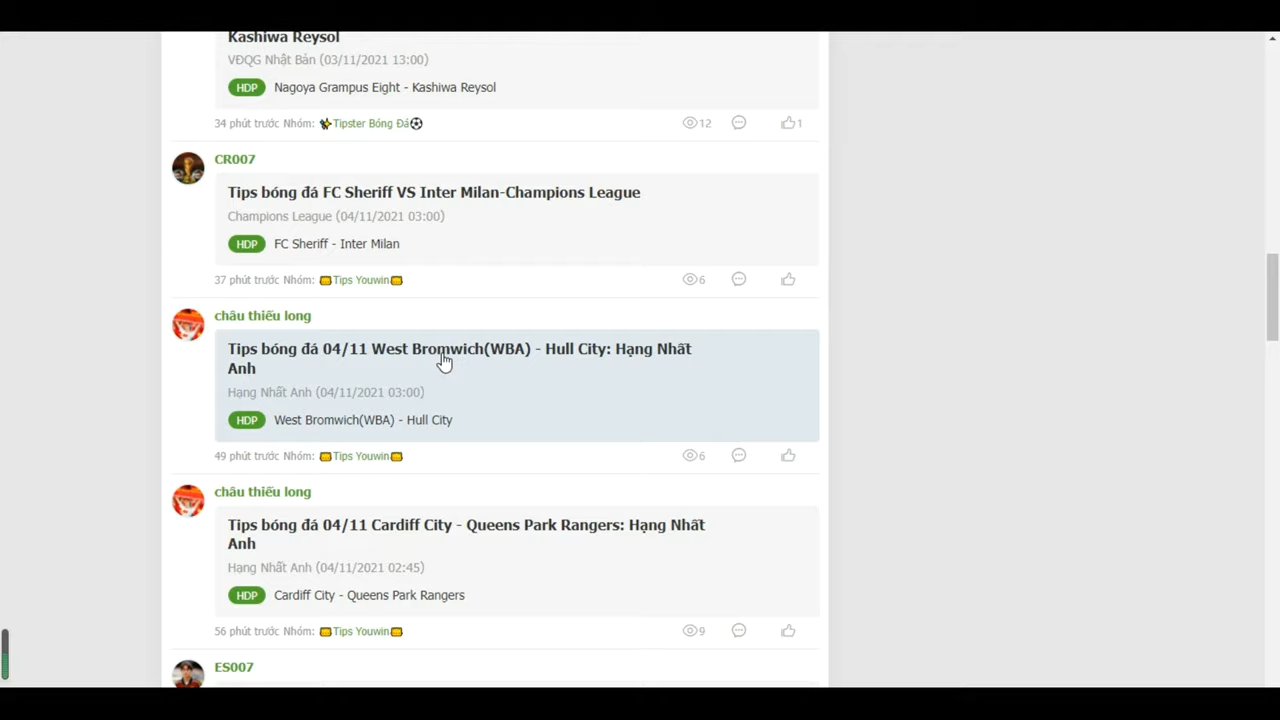 Kashiwa Reysol
VĐQG Nhật Bản (03/11/2021 13:00)
HDP Nagoya Grampus Eight - Kashiwa Reysol
34 phút trước Nhóm: Tipster Bóng Đá⚽ 12 1
CR007
Tips bóng đá FC Sheriff VS Inter Milan-Champions League
Champions League (04/11/2021 03:00)
HDP FC Sheriff - Inter Milan
37 phút trước Nhóm: Tips Youwin 6
châu thiếu long
Tips bóng đá 04/11 West Bromwich(WBA) - Hull City: Hạng Nhất
Anh
Hạng Nhất Anh (04/11/2021 03:00)
HDP West Bromwich(WBA) - Hull City
49 phút trước Nhóm: Tips Youwin 6
châu thiếu long
Tips bóng đá 04/11 Cardiff City - Queens Park Rangers: Hạng Nhất
Anh
Hạng Nhất Anh (04/11/2021 02:45)
HDP Cardiff City - Queens Park Rangers
56 phút trước Nhóm: Tips Youwin 9
ES007